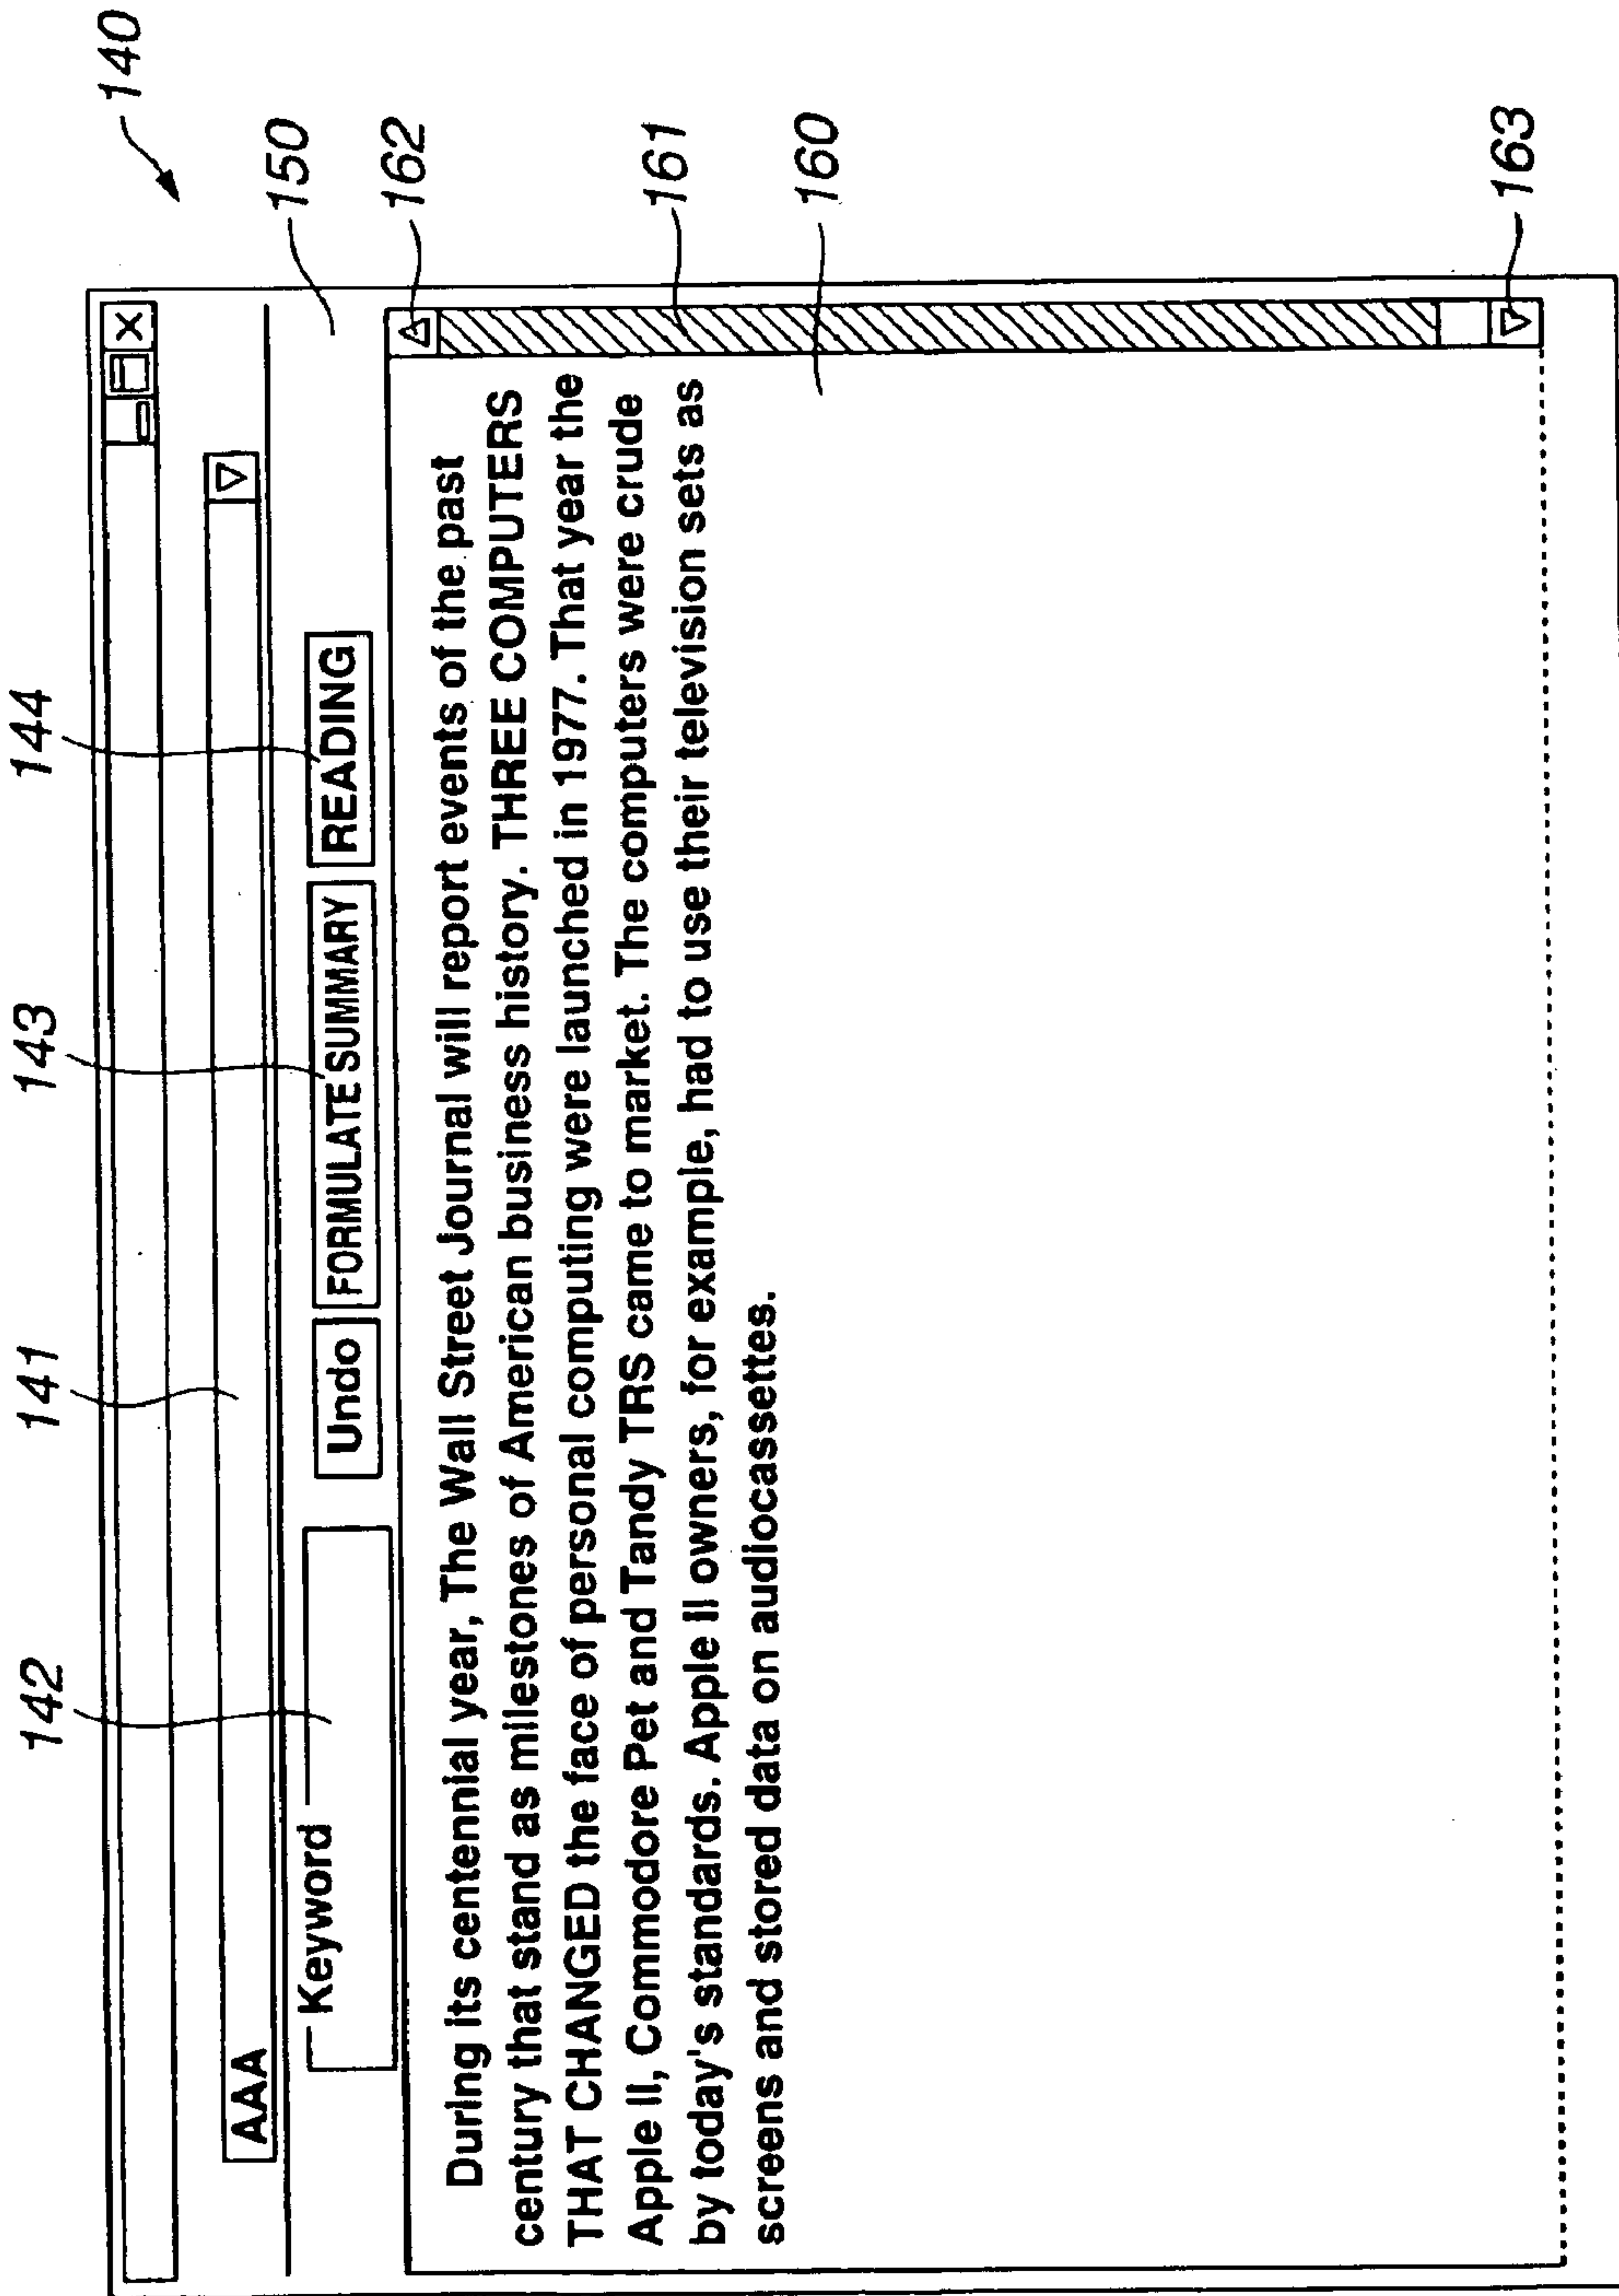 140
142
141
143
144
AAA
150
Keyword
Undo
FORMULATE SUMMARY
READING
162
During its centennial year, The Wall Street Journal will report events of the past
century that stand as milestones of American business history. THREE COMPUTERS
THAT CHANGED the face of personal computing were launched in 1977. That year the
Apple II, Commodore Pet and Tandy TRS came to market. The computers were crude
by today's standards. Apple II owners, for example, had to use their television sets as
screens and stored data on audiocassettes.
161
160
163